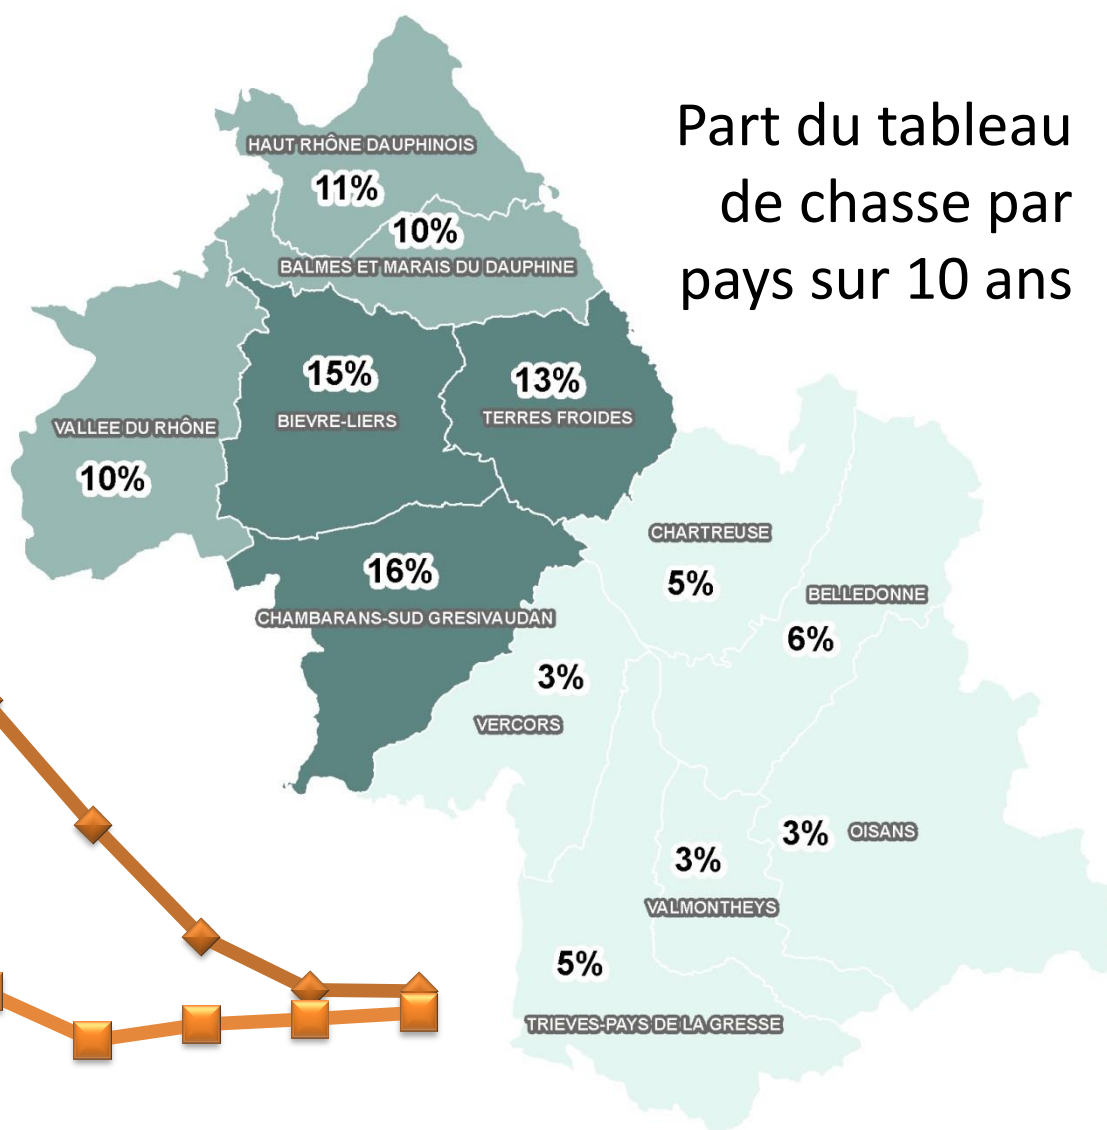 Part du tableau
de chasse par
pays sur 10 ans
HAUT RHÔNE DAUPHINOIS
11%
10%
BALMES ET MARAIS DU DAUPHINE
15%
BIEVRE-LIERS
13%
TERRES FROIDES
VALLEE DU RHÔNE
10%
16%
CHAMBARANS-SUD GRESIVAUDAN
CHARTREUSE
5%
BELLEDONNE
6%
3%
VERCORS
3% OISANS
3%
VALMONTHEYS
5%
TRIEVES-PAYS DE LA GRESSE